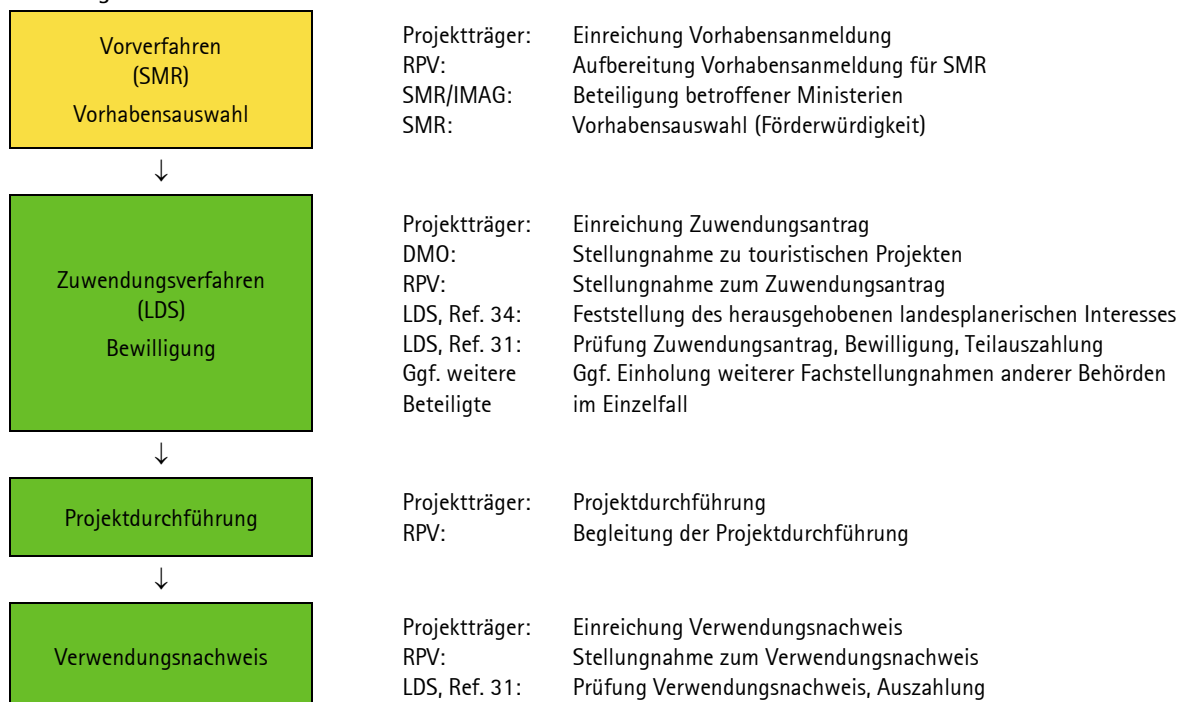 Vorverfahren
(SMR)
Vorhabensauswahl
Projektträger: Einreichung Vorhabensanmeldung
RPV: Aufbereitung Vorhabensanmeldung für SMR
SMR/IMAG: Beteiligung betroffener Ministerien
SMR: Vorhabensauswahl (Förderwürdigkeit)
↓
Zuwendungsverfahren
(LDS)
Bewilligung
Projektträger: Einreichung Zuwendungsantrag
DMO: Stellungnahme zu touristischen Projekten
RPV: Stellungnahme zum Zuwendungsantrag
LDS, Ref. 34: Feststellung des herausgehobenen landesplanerischen Interesses
LDS, Ref. 31: Prüfung Zuwendungsantrag, Bewilligung, Teilauszahlung
Ggf. weitere Ggf. Einholung weiterer Fachstellungnahmen anderer Behörden
Beteiligte im Einzelfall
↓
Projektdurchführung
Projektträger: Projektdurchführung
RPV: Begleitung der Projektdurchführung
↓
Verwendungsnachweis
Projektträger: Einreichung Verwendungsnachweis
RPV: Stellungnahme zum Verwendungsnachweis
LDS, Ref. 31: Prüfung Verwendungsnachweis, Auszahlung